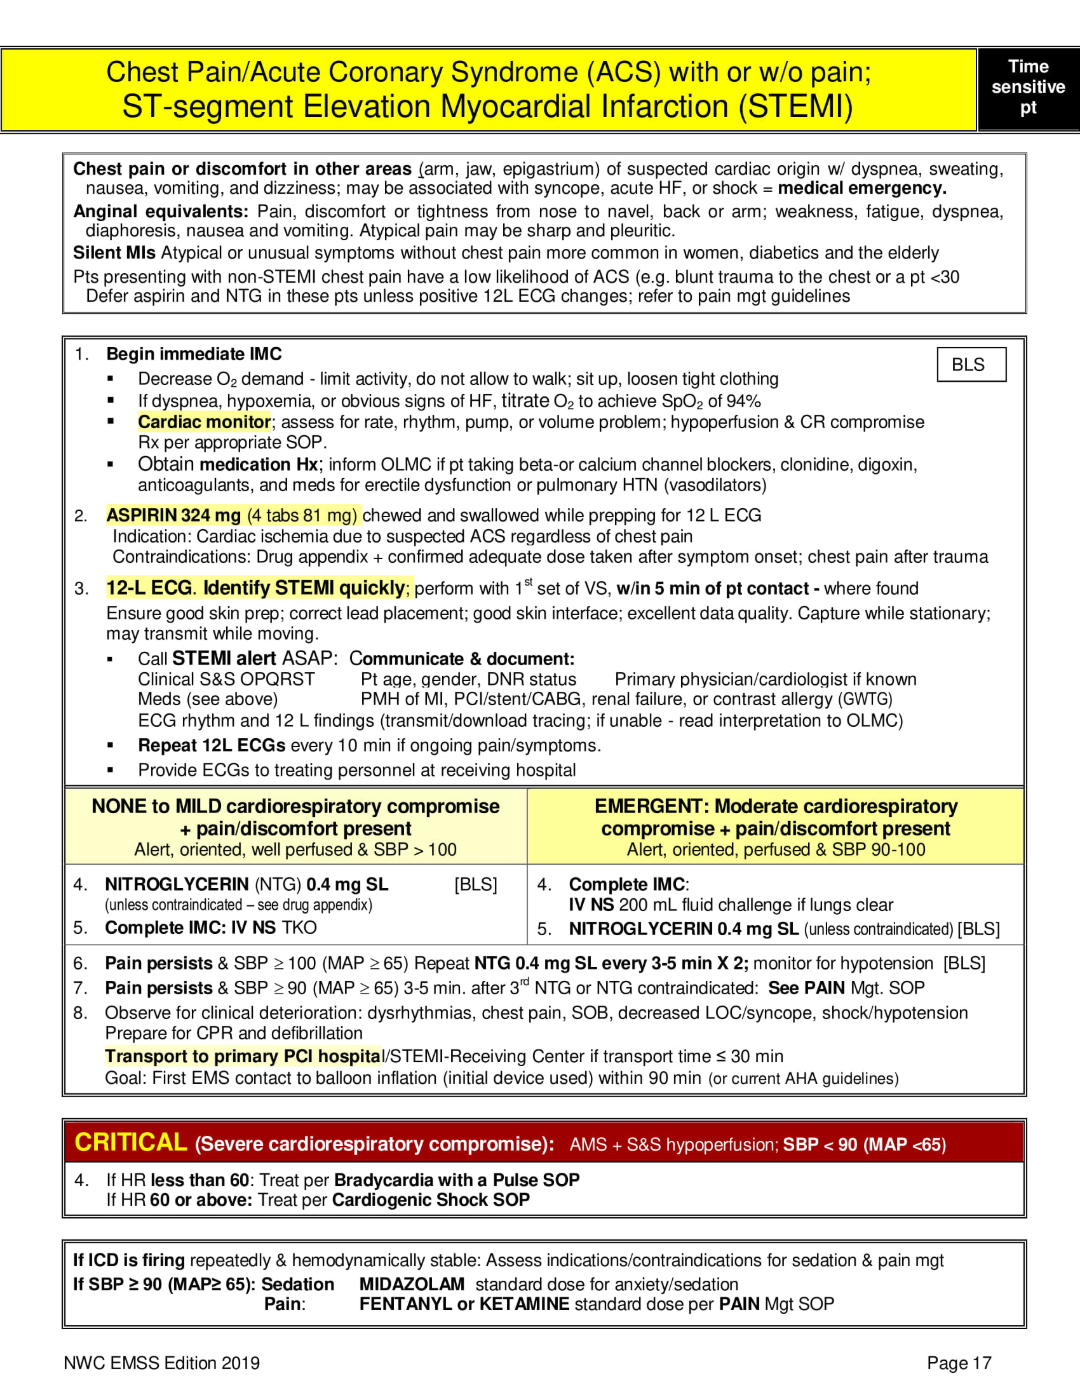 Chest Pain/Acute Coronary Syndrome (ACS) with or w/o pain;
ST-segment Elevation Myocardial Infarction (STEMI)
Time
sensitive
pt
Chest pain or discomfort in other areas (arm, jaw, epigastrium) of suspected cardiac origin w/ dyspnea, sweating,
nausea, vomiting, and dizziness; may be associated with syncope, acute HF, or shock = medical emergency.
Anginal equivalents: Pain, discomfort or tightness from nose to navel, back or arm; weakness, fatigue, dyspnea,
diaphoresis, nausea and vomiting. Atypical pain may be sharp and pleuritic.
Silent MIs Atypical or unusual symptoms without chest pain more common in women, diabetics and the elderly
Pts presenting with non-STEMI chest pain have a low likelihood of ACS (e.g. blunt trauma to the chest or a pt <30
Defer aspirin and NTG in these pts unless positive 12L ECG changes; refer to pain mgt guidelines
1. Begin immediate IMC
BLS
▪ Decrease O₂ demand - limit activity, do not allow to walk; sit up, loosen tight clothing
▪ If dyspnea, hypoxemia, or obvious signs of HF, titrate O₂ to achieve SpO₂ of 94%
▪ Cardiac monitor; assess for rate, rhythm, pump, or volume problem; hypoperfusion & CR compromise
Rx per appropriate SOP.
▪ Obtain medication Hx; inform OLMC if pt taking beta-or calcium channel blockers, clonidine, digoxin,
anticoagulants, and meds for erectile dysfunction or pulmonary HTN (vasodilators)
2. ASPIRIN 324 mg (4 tabs 81 mg) chewed and swallowed while prepping for 12 L ECG
Indication: Cardiac ischemia due to suspected ACS regardless of chest pain
Contraindications: Drug appendix + confirmed adequate dose taken after symptom onset; chest pain after trauma
3. 12-L ECG. Identify STEMI quickly; perform with 1st set of VS, w/in 5 min of pt contact - where found
Ensure good skin prep; correct lead placement; good skin interface; excellent data quality. Capture while stationary;
may transmit while moving.
▪ Call STEMI alert ASAP: Communicate & document:
Clinical S&S OPQRST Pt age, gender, DNR status Primary physician/cardiologist if known
Meds (see above) PMH of MI, PCI/stent/CABG, renal failure, or contrast allergy (GWTG)
ECG rhythm and 12 L findings (transmit/download tracing; if unable - read interpretation to OLMC)
▪ Repeat 12L ECGs every 10 min if ongoing pain/symptoms.
▪ Provide ECGs to treating personnel at receiving hospital
NONE to MILD cardiorespiratory compromise
+ pain/discomfort present
Alert, oriented, well perfused & SBP > 100
EMERGENT: Moderate cardiorespiratory
compromise + pain/discomfort present
Alert, oriented, perfused & SBP 90-100
4. NITROGLYCERIN (NTG) 0.4 mg SL [BLS]
(unless contraindicated – see drug appendix)
5. Complete IMC: IV NS TKO
4. Complete IMC:
IV NS 200 mL fluid challenge if lungs clear
5. NITROGLYCERIN 0.4 mg SL (unless contraindicated) [BLS]
6. Pain persists & SBP ≥ 100 (MAP ≥ 65) Repeat NTG 0.4 mg SL every 3-5 min X 2; monitor for hypotension [BLS]
7. Pain persists & SBP ≥ 90 (MAP ≥ 65) 3-5 min. after 3rd NTG or NTG contraindicated: See PAIN Mgt. SOP
8. Observe for clinical deterioration: dysrhythmias, chest pain, SOB, decreased LOC/syncope, shock/hypotension
Prepare for CPR and defibrillation
Transport to primary PCI hospital/STEMI-Receiving Center if transport time ≤ 30 min
Goal: First EMS contact to balloon inflation (initial device used) within 90 min (or current AHA guidelines)
CRITICAL (Severe cardiorespiratory compromise): AMS + S&S hypoperfusion; SBP < 90 (MAP <65)
4. If HR less than 60: Treat per Bradycardia with a Pulse SOP
If HR 60 or above: Treat per Cardiogenic Shock SOP
If ICD is firing repeatedly & hemodynamically stable: Assess indications/contraindications for sedation & pain mgt
If SBP ≥ 90 (MAP≥ 65): Sedation MIDAZOLAM standard dose for anxiety/sedation
Pain: FENTANYL or KETAMINE standard dose per PAIN Mgt SOP
NWC EMSS Edition 2019 Page 17